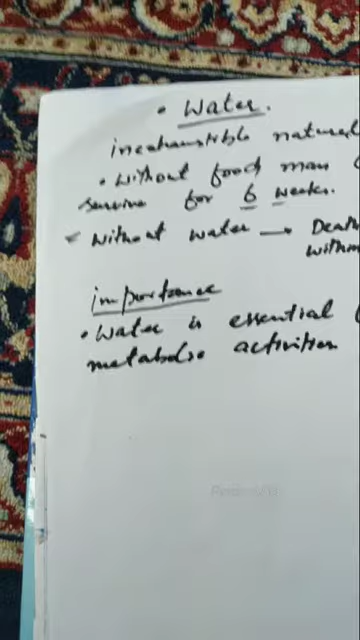 • Water.
inexhaustible natural
• Without food man
survive for 6 weeks.
Without water → Death
within
importance
• Water is essential
metabolic activities